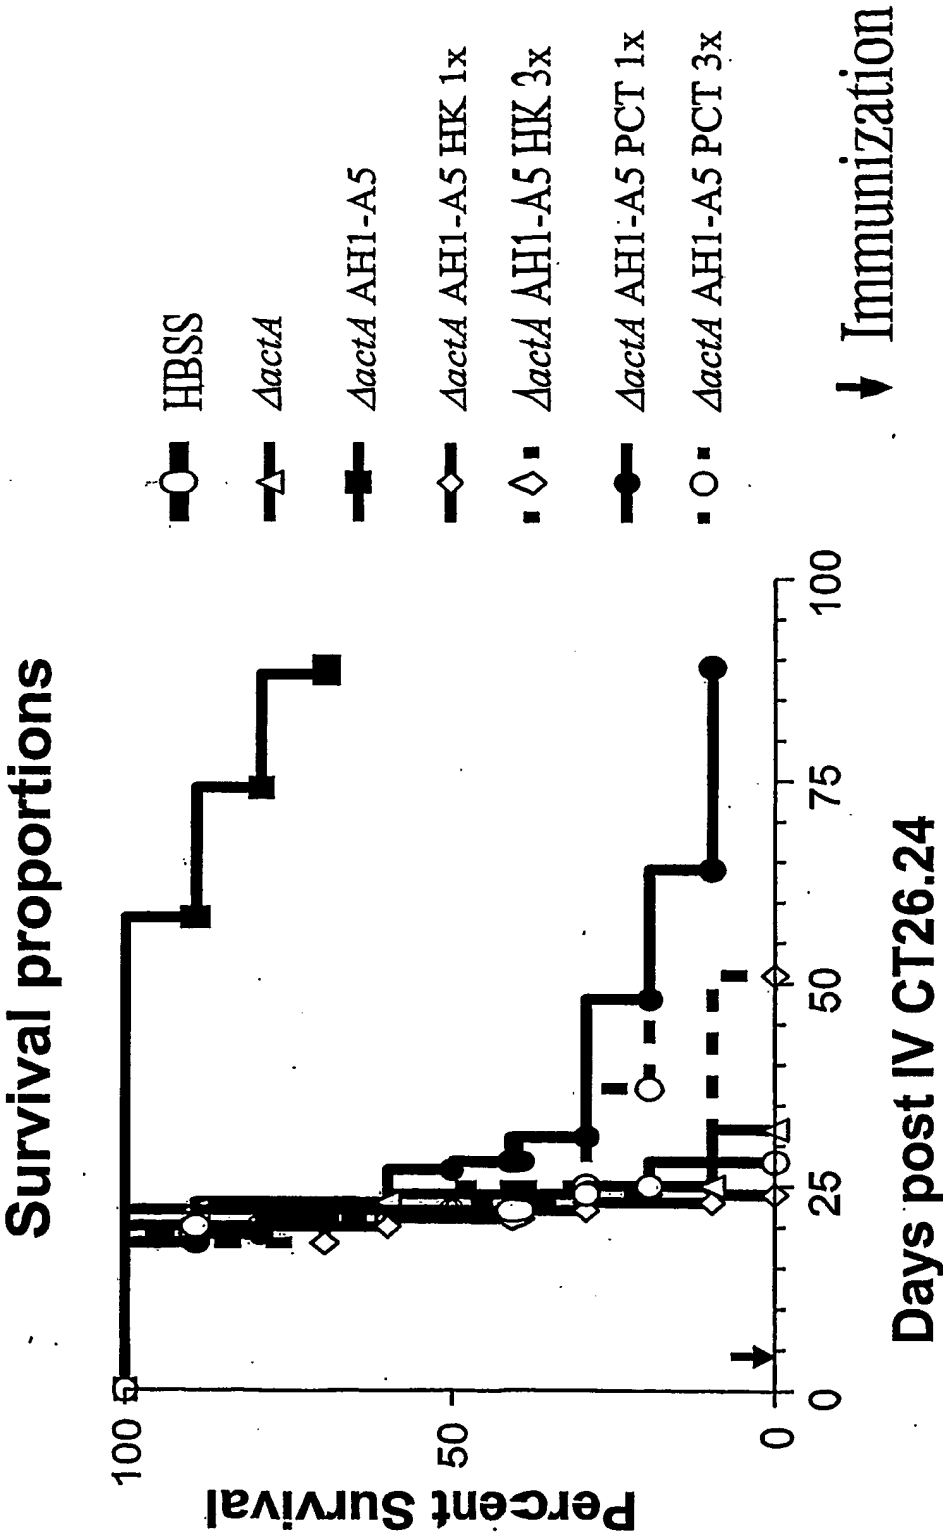 Survival proportions
Percent Survival
100
50
0
0
25
50
75
100
Days post IV CT26.24
HBSS
ΔactA
ΔactA AH1-A5
ΔactA AH1-A5 HK 1x
ΔactA AH1-A5 HK 3x
ΔactA AH1-A5 PCT 1x
ΔactA AH1-A5 PCT 3x
Immunization